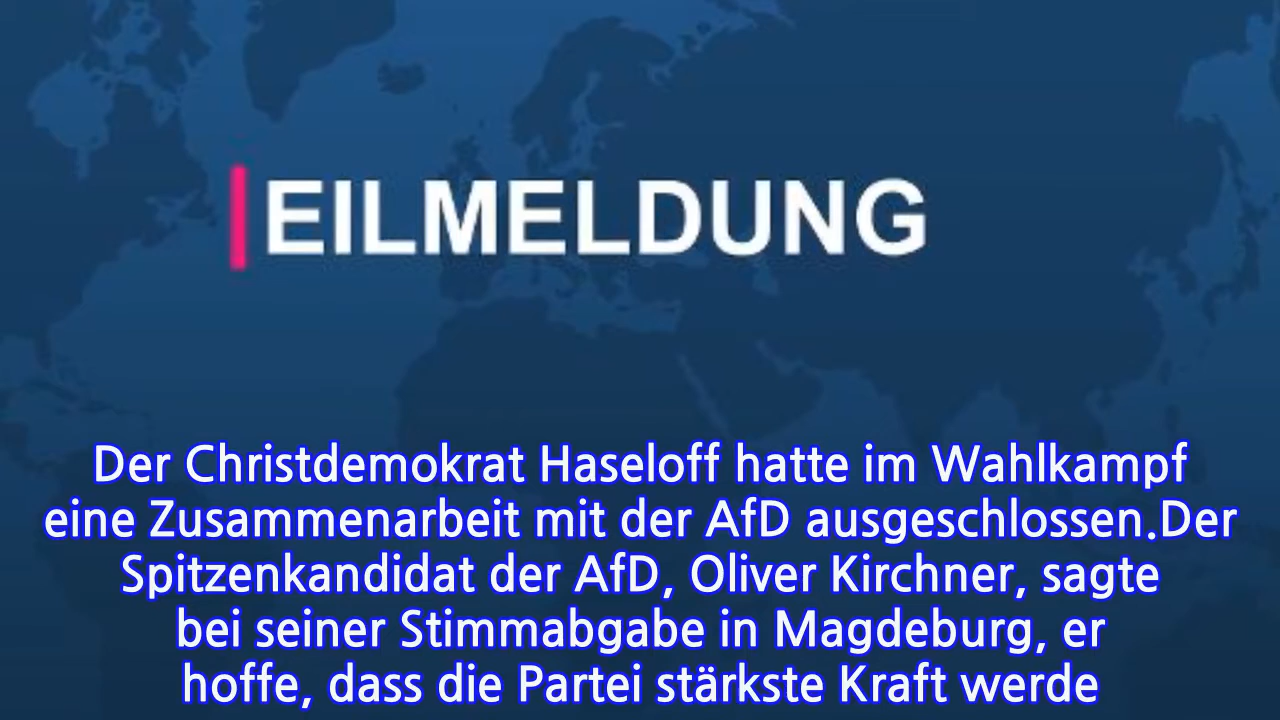 EILMELDUNG
Der Christdemokrat Haseloff hatte im Wahlkampf
eine Zusammenarbeit mit der AfD ausgeschlossen.Der
Spitzenkandidat der AfD, Oliver Kirchner, sagte
bei seiner Stimmabgabe in Magdeburg, er
hoffe, dass die Partei stärkste Kraft werde